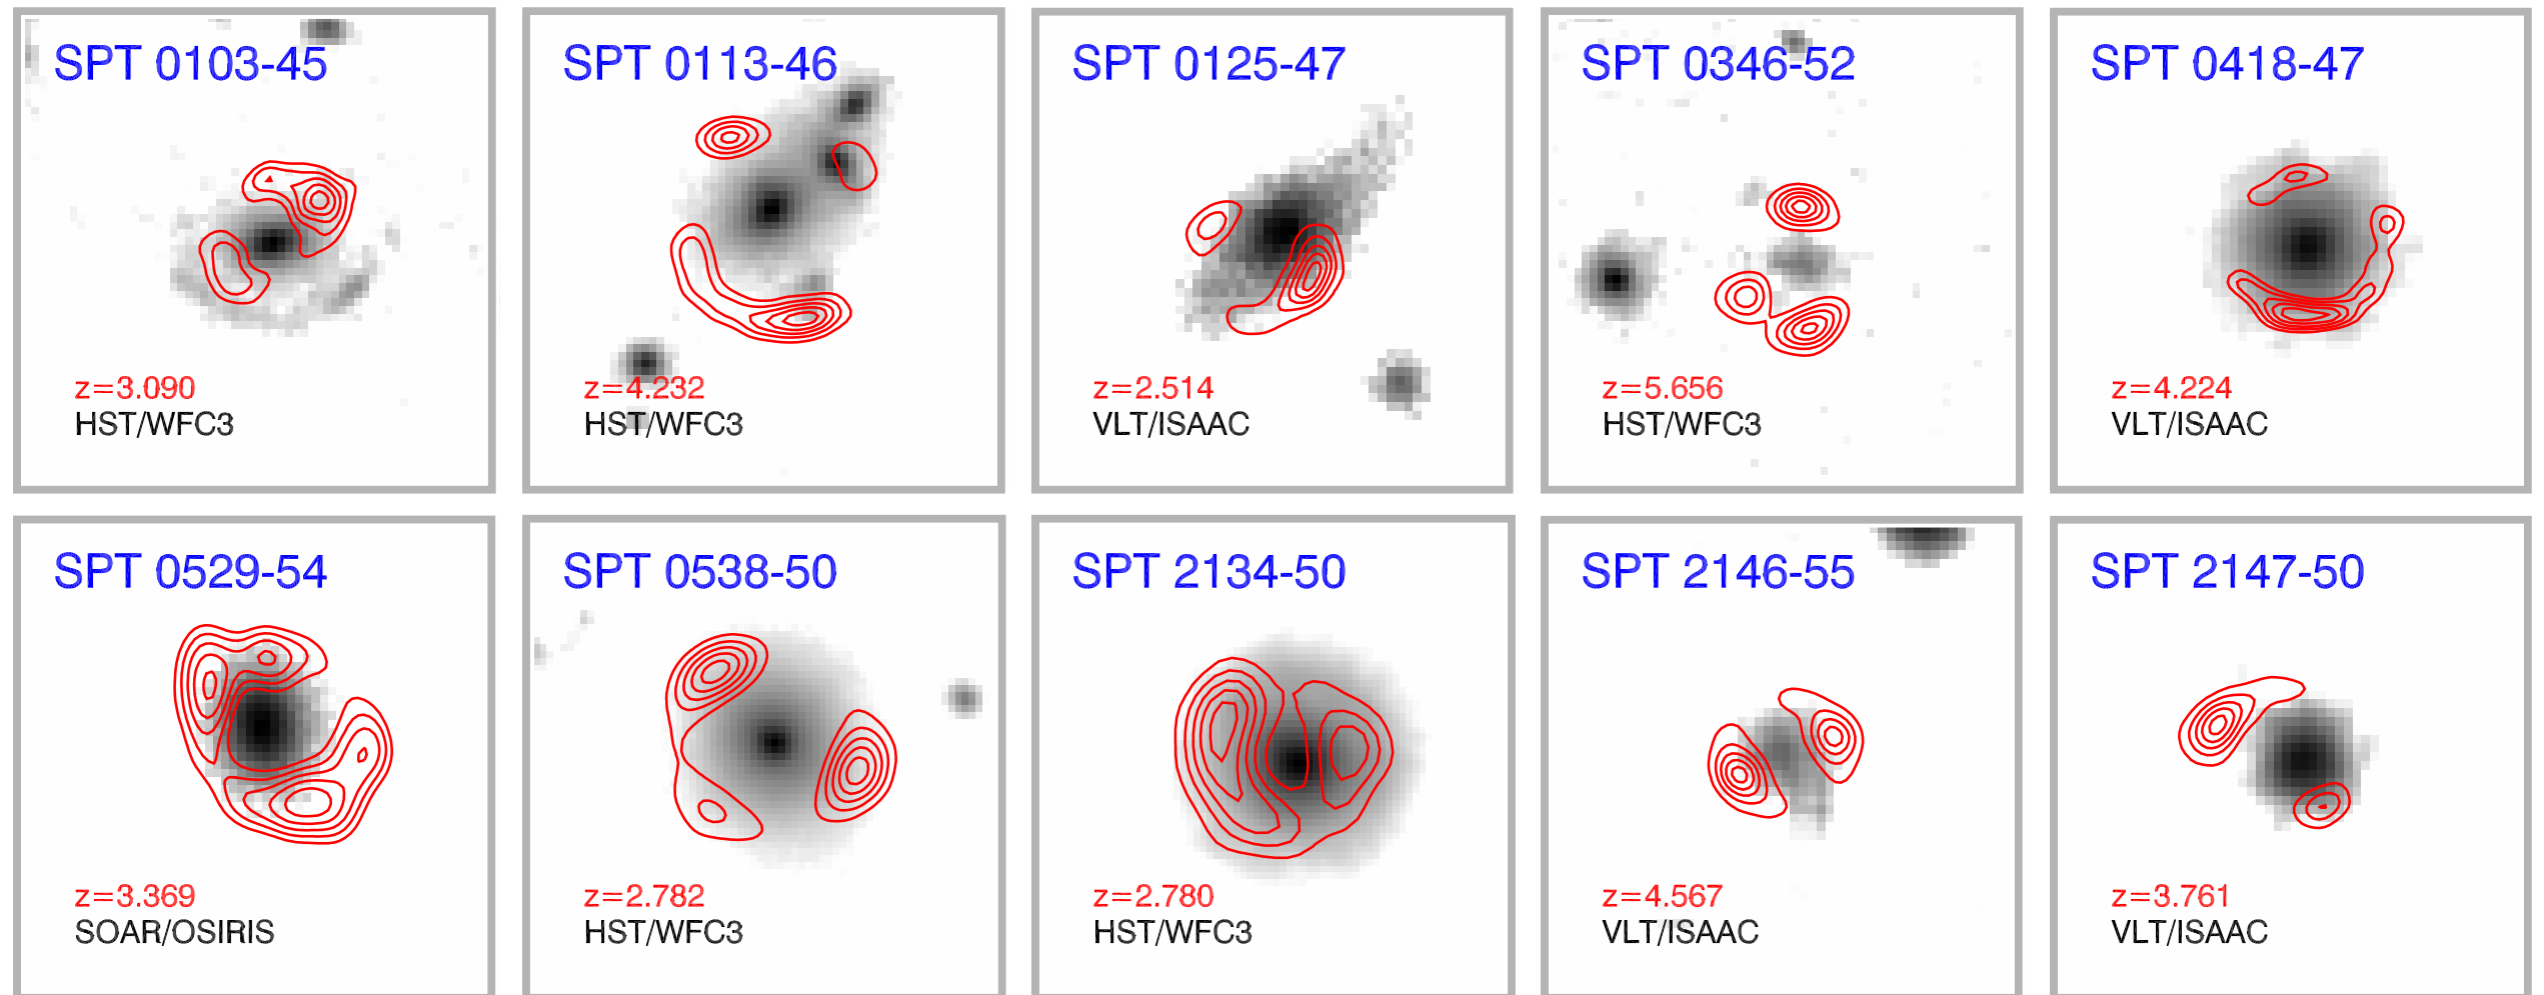 SPT 0103-45
z=3.090
HST/WFC3
SPT 0113-46
z=4.232
HST/WFC3
SPT 0125-47
z=2.514
VLT/ISAAC
SPT 0346-52
z=5.656
HST/WFC3
SPT 0418-47
z=4.224
VLT/ISAAC
SPT 0529-54
z=3.369
SOAR/OSIRIS
SPT 0538-50
z=2.782
HST/WFC3
SPT 2134-50
z=2.780
HST/WFC3
SPT 2146-55
z=4.567
VLT/ISAAC
SPT 2147-50
z=3.761
VLT/ISAAC